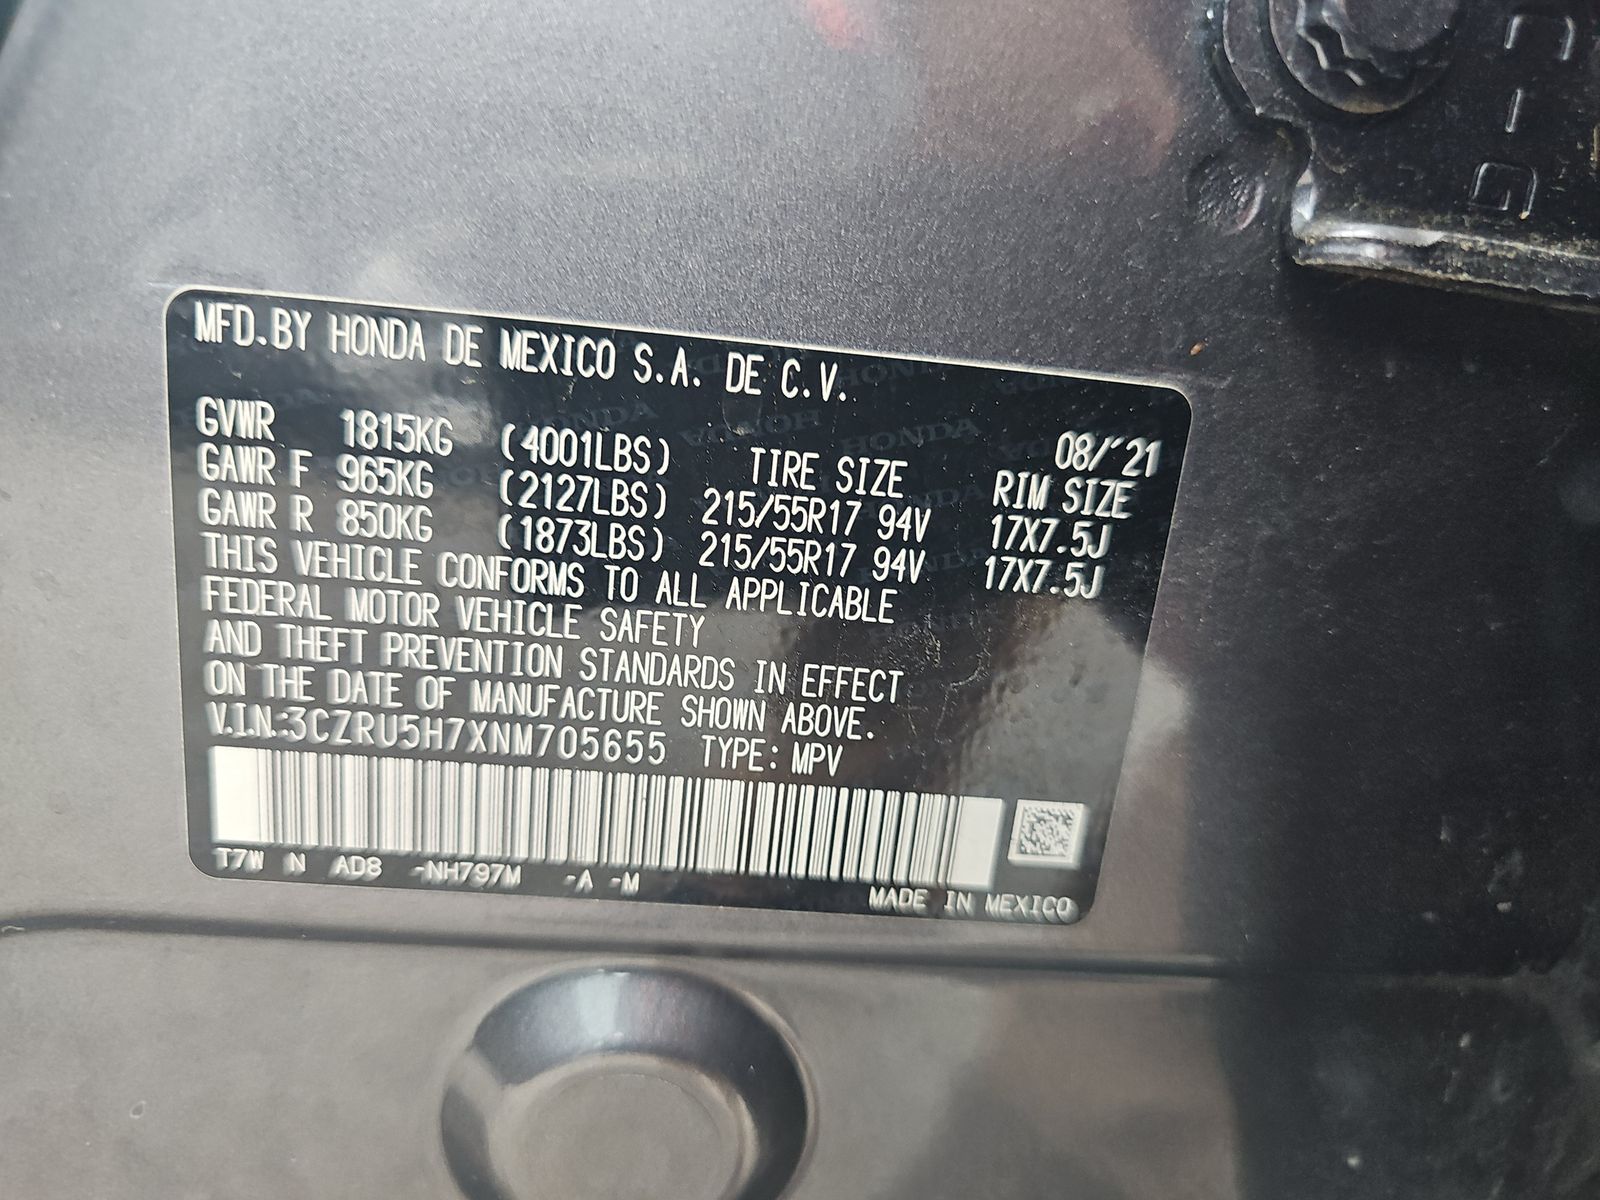 MFD.BY HONDA DE MEXICO S.A. DE C.V.
08/'21
GVWR 1815KG (4001LBS) TIRE SIZE RIM SIZE
GAWR F 965KG (2127LBS) 215/55R17 94V 17X7.5J
GAWR R 850KG (1873LBS) 215/55R17 94V 17X7.5J
THIS VEHICLE CONFORMS TO ALL APPLICABLE
FEDERAL MOTOR VEHICLE SAFETY
AND THEFT PREVENTION STANDARDS IN EFFECT
ON THE DATE OF MANUFACTURE SHOWN ABOVE.
V.I.N.:3CZRU5H7XNM705655 TYPE: MPV
T7W N AD8 -NH797M -A -M
MADE IN MEXICO